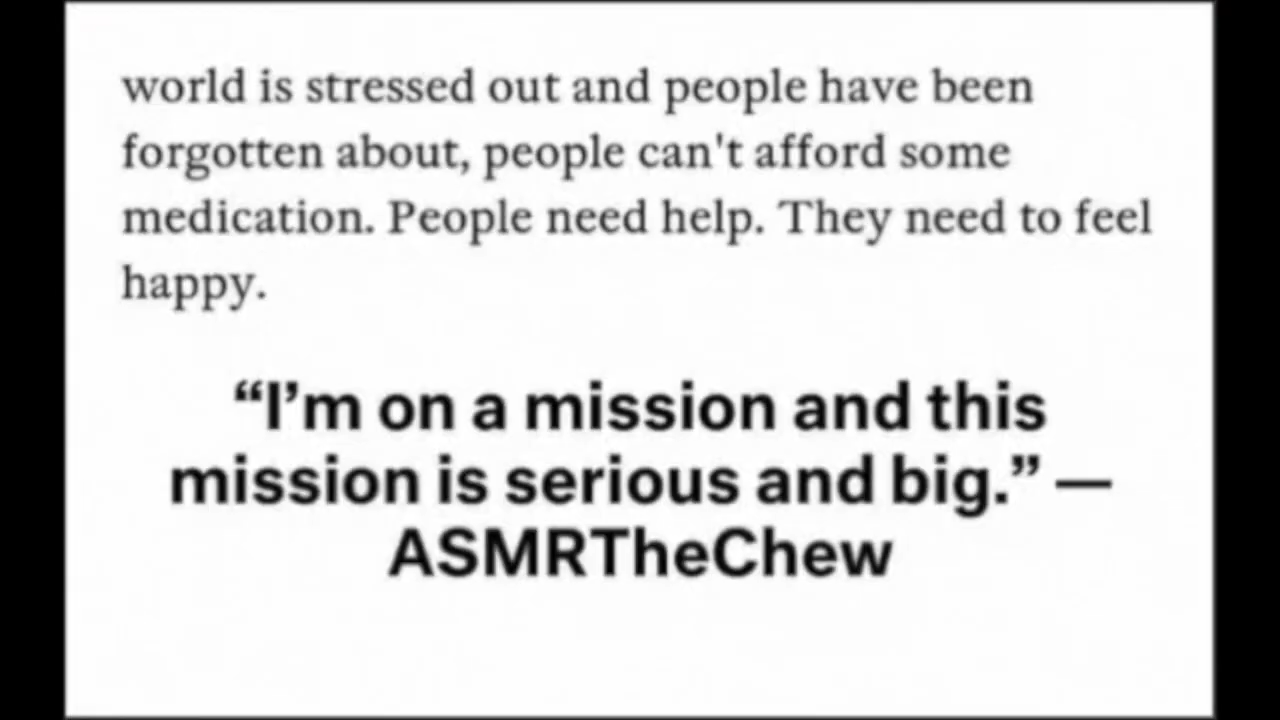 world is stressed out and people have been
forgotten about, people can't afford some
medication. People need help. They need to feel
happy.
“I’m on a mission and this
mission is serious and big.” —
ASMRTheChew